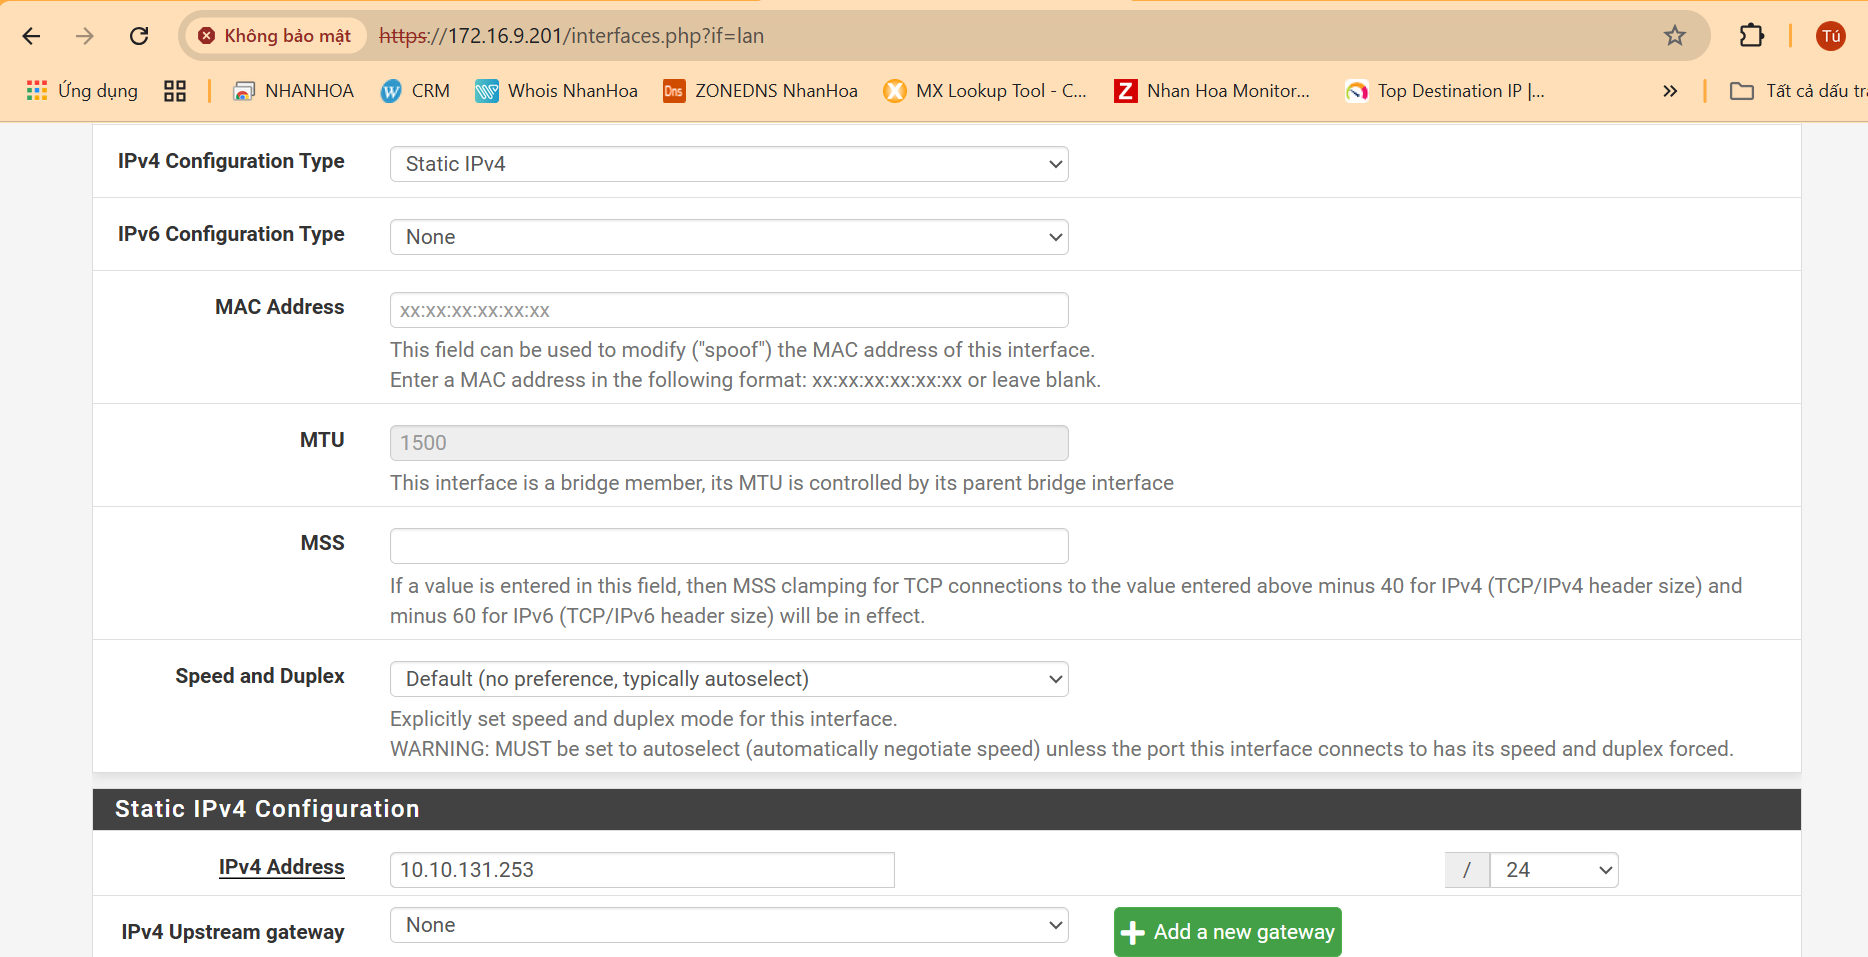 Không bảo mật https://172.16.9.201/interfaces.php?if=lan Tú
Ứng dụng NHANHOA CRM Whois NhanHoa Dns ZONEDNS NhanHoa MX Lookup Tool - C... Z Nhan Hoa Monitor... Top Destination IP |... » Tất cả dấu tra
IPv4 Configuration Type Static IPv4
IPv6 Configuration Type None
MAC Address xx:xx:xx:xx:xx:xx
This field can be used to modify ("spoof") the MAC address of this interface.
Enter a MAC address in the following format: xx:xx:xx:xx:xx:xx or leave blank.
MTU 1500
This interface is a bridge member, its MTU is controlled by its parent bridge interface
MSS
If a value is entered in this field, then MSS clamping for TCP connections to the value entered above minus 40 for IPv4 (TCP/IPv4 header size) and
minus 60 for IPv6 (TCP/IPv6 header size) will be in effect.
Speed and Duplex Default (no preference, typically autoselect)
Explicitly set speed and duplex mode for this interface.
WARNING: MUST be set to autoselect (automatically negotiate speed) unless the port this interface connects to has its speed and duplex forced.
Static IPv4 Configuration
IPv4 Address 10.10.131.253 / 24
IPv4 Upstream gateway None Add a new gateway